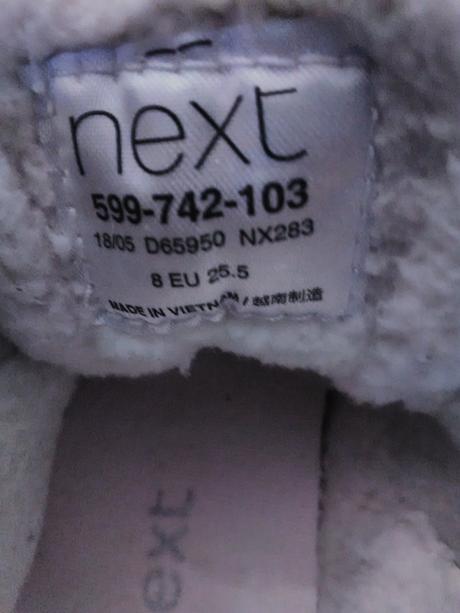 next
599-742-103
18/05 D65950 NX283
8 EU 25.5
MADE IN VIETNAM / 越南制造
ext